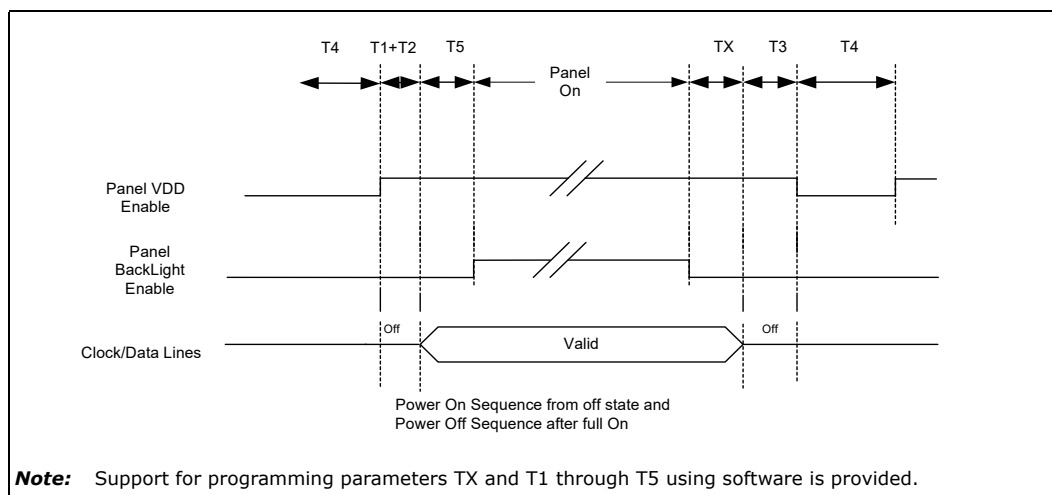 T4 T1+T2 T5 TX T3 T4
Panel
On
Panel VDD
Enable
Panel
BackLight
Enable
Off Off
Clock/Data Lines Valid
Power On Sequence from off state and
Power Off Sequence after full On
Note: Support for programming parameters TX and T1 through T5 using software is provided.